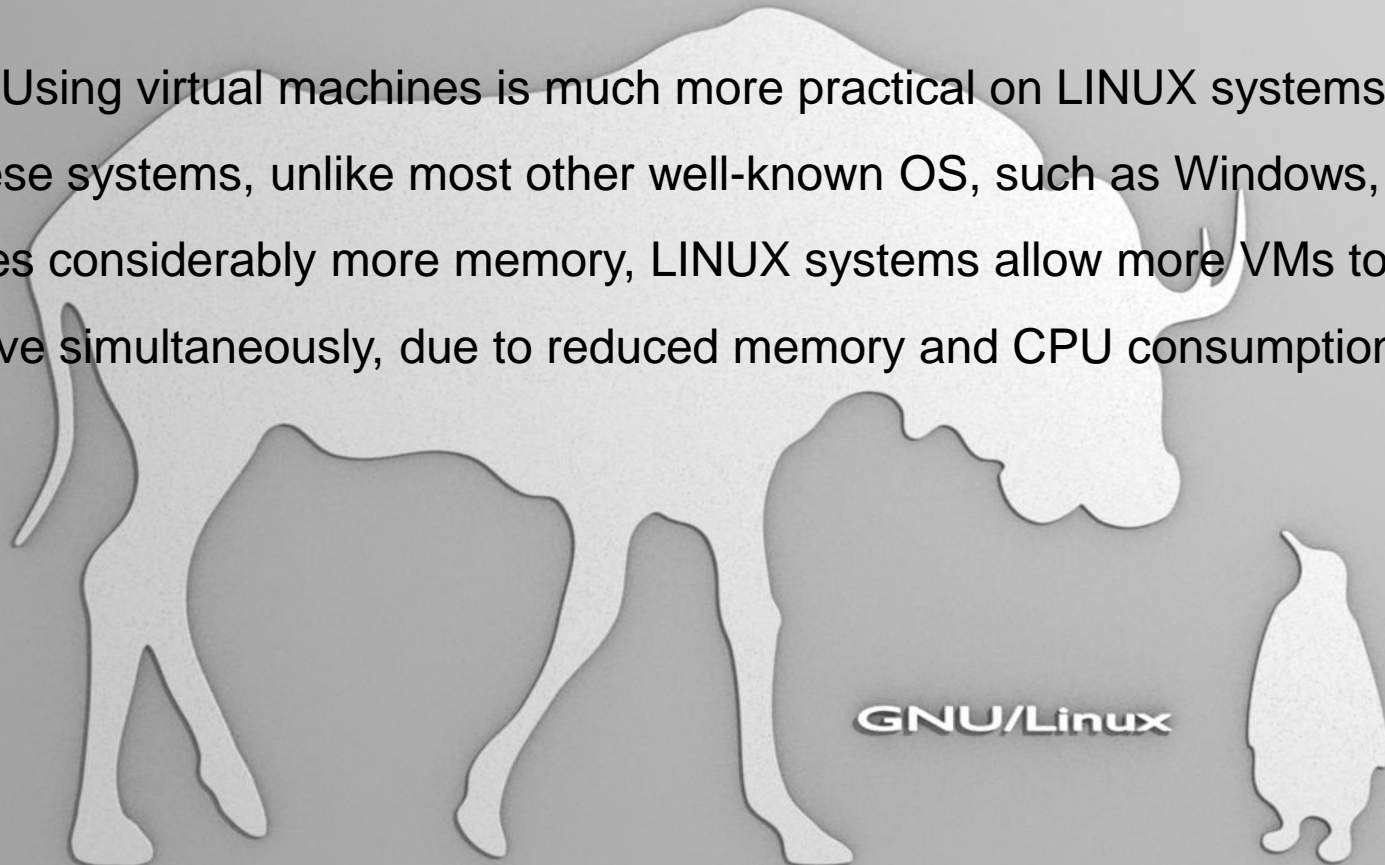 Using virtual machines is much more practical on LINUX systems
ese systems, unlike most other well-known OS, such as Windows,
es considerably more memory, LINUX systems allow more VMs to
ve simultaneously, due to reduced memory and CPU consumption
GNU/Linux